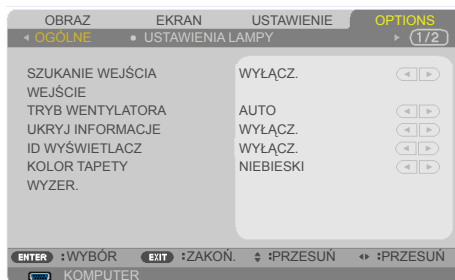 OBRAZ EKRAN USTAWIENIE OPTIONS
OGÓLNE • USTAWIENIA LAMPY 1/2
SZUKANIE WEJŚCIA WYŁĄCZ.
WEJŚCIE
TRYB WENTYLATORA AUTO
UKRYJ INFORMACJE WYŁĄCZ.
ID WYŚWIETLACZ WYŁĄCZ.
KOLOR TAPETY NIEBIESKI
WYZER.
ENTER :WYBÓR EXIT :ZAKOŃ. :PRZESUŃ :PRZESUŃ
KOMPUTER